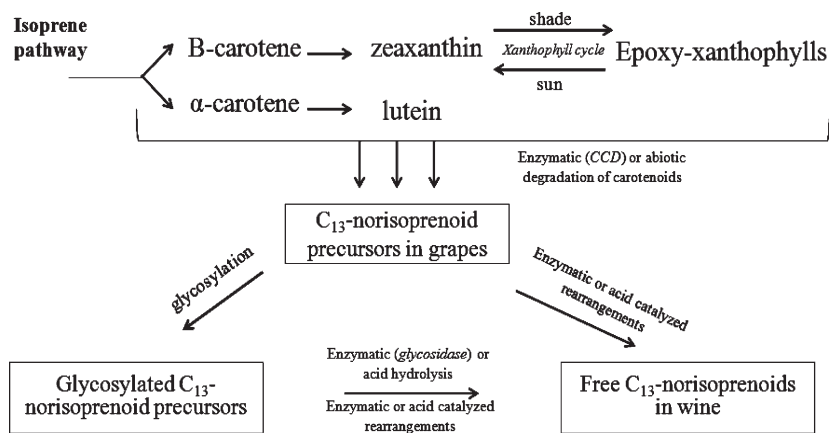 Isoprene
pathway
B-carotene
zeaxanthin
shade
Xanthophyll cycle
sun
Epoxy-xanthophylls
α-carotene
lutein
Enzymatic (CCD) or abiotic
degradation of carotenoids
C₁₃-norisoprenoid
precursors in grapes
glycosylation
Enzymatic or acid catalyzed
rearrangements
Glycosylated C₁₃-
norisoprenoid precursors
Enzymatic (glycosidase) or
acid hydrolysis
Enzymatic or acid catalyzed
rearrangements
Free C₁₃-norisoprenoids
in wine